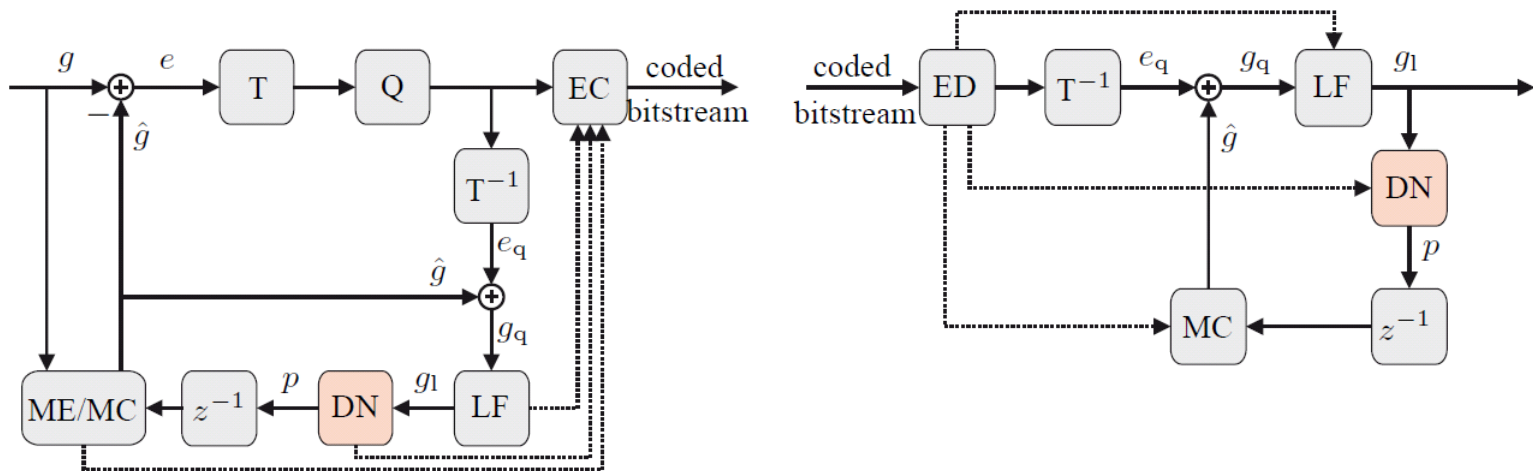 g
e
T
Q
EC
coded
bitstream
−
ĝ
T⁻¹
e_q
ĝ
g_q
ME/MC
z⁻¹
p
DN
g_l
LF
coded
bitstream
ED
T⁻¹
e_q
g_q
LF
g_l
ĝ
DN
p
MC
z⁻¹